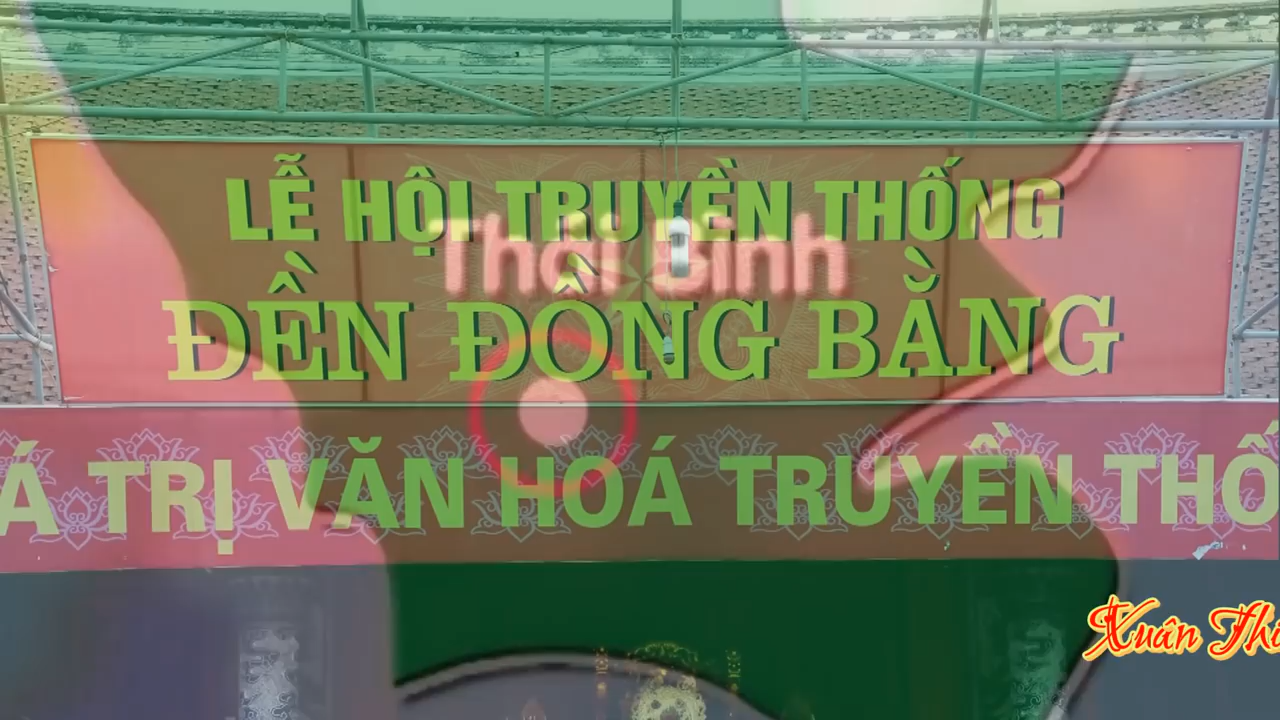 LỄ HỘI TRUYỀN THỐNG
Thái Bình
ĐỀN ĐỒNG BẰNG
Á TRỊ VĂN HOÁ TRUYỀN THỐ
Xuân Thi